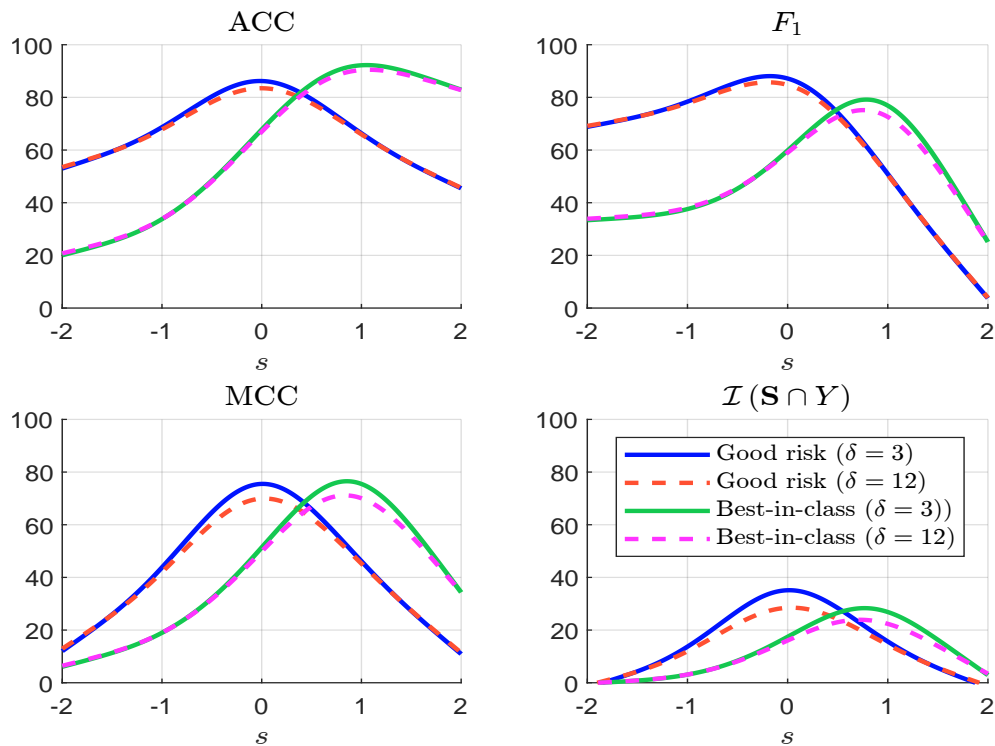 ACC
100
80
60
40
20
0
-2 -1 0 1 2
s
F₁
100
80
60
40
20
0
-2 -1 0 1 2
s
MCC
100
80
60
40
20
0
-2 -1 0 1 2
s
𝓘 (𝐒 ∩ Y)
100
80
60
40
20
0
Good risk (δ = 3)
Good risk (δ = 12)
Best-in-class (δ = 3))
Best-in-class (δ = 12)
-2 -1 0 1 2
s